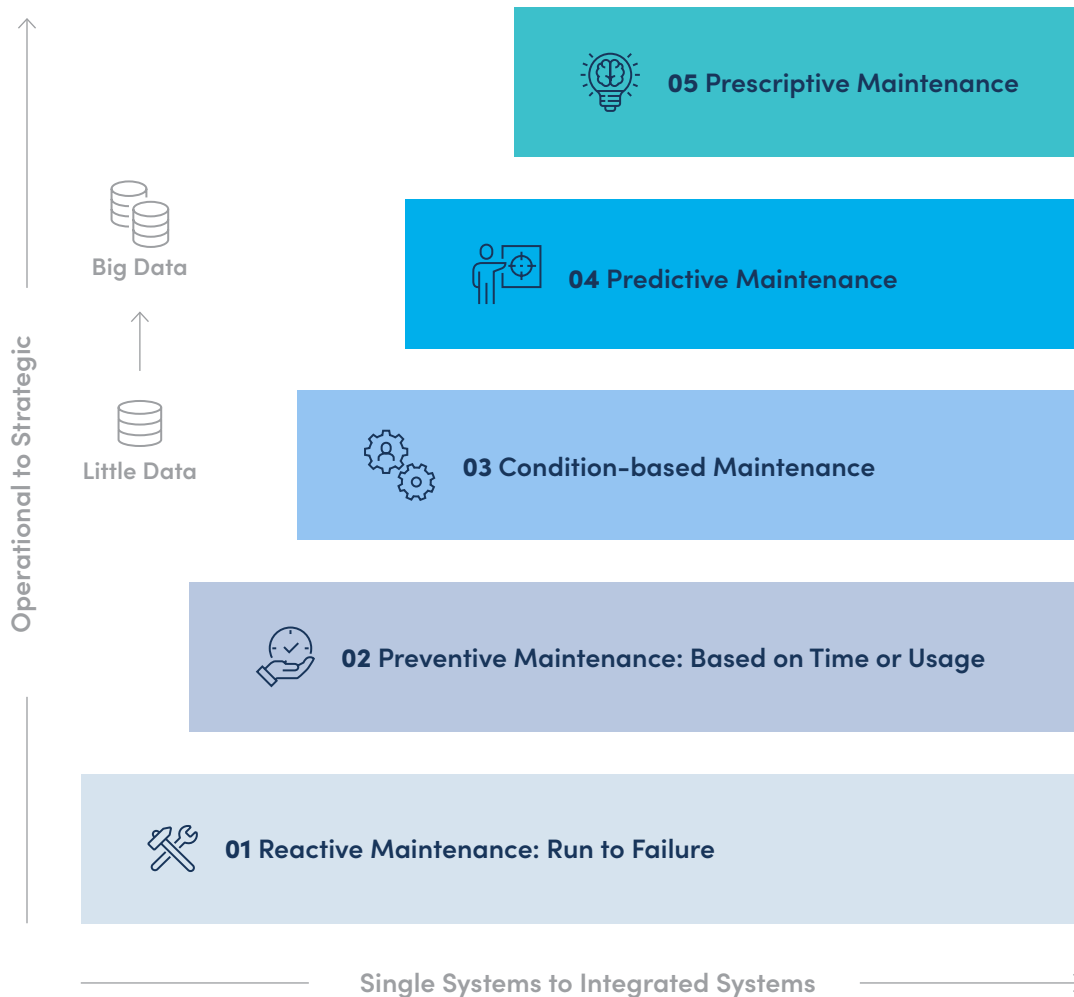 05 Prescriptive Maintenance
Big Data
04 Predictive Maintenance
Operational to Strategic
Little Data
03 Condition-based Maintenance
02 Preventive Maintenance: Based on Time or Usage
01 Reactive Maintenance: Run to Failure
Single Systems to Integrated Systems